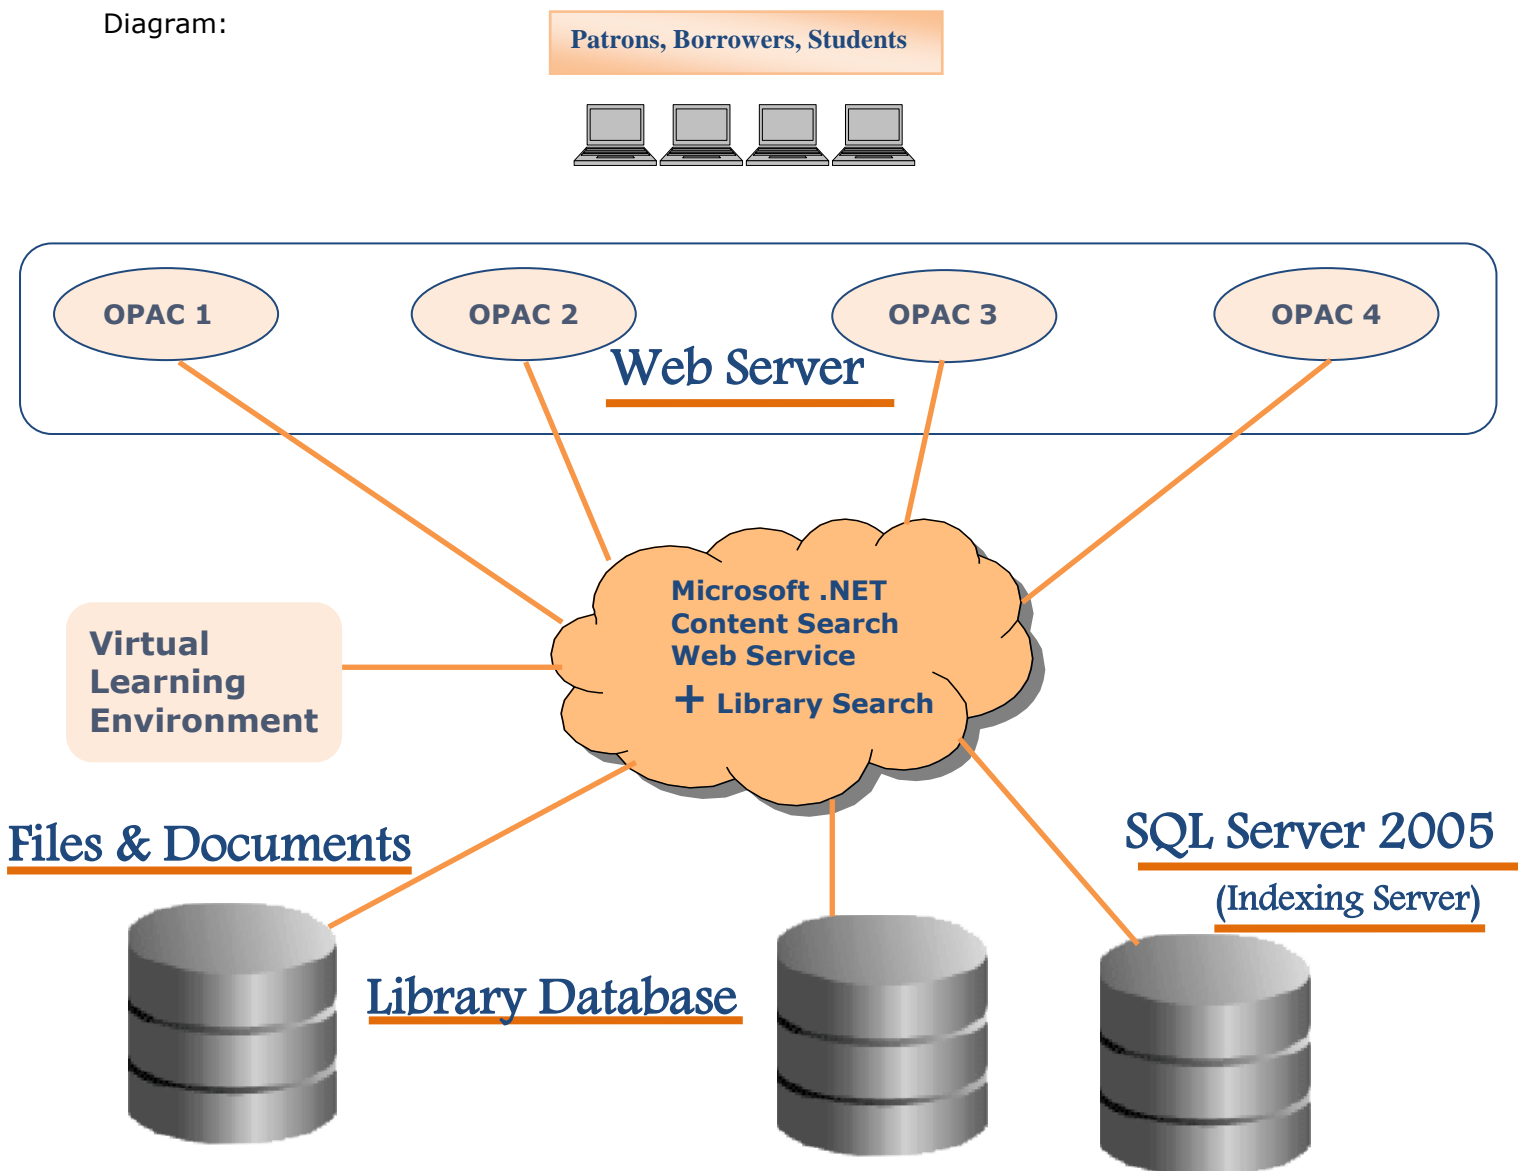 Diagram:
Patrons, Borrowers, Students
OPAC 1
OPAC 2
OPAC 3
OPAC 4
Web Server
Microsoft .NET
Content Search
Web Service
+ Library Search
Virtual
Learning
Environment
Files & Documents
SQL Server 2005
(Indexing Server)
Library Database